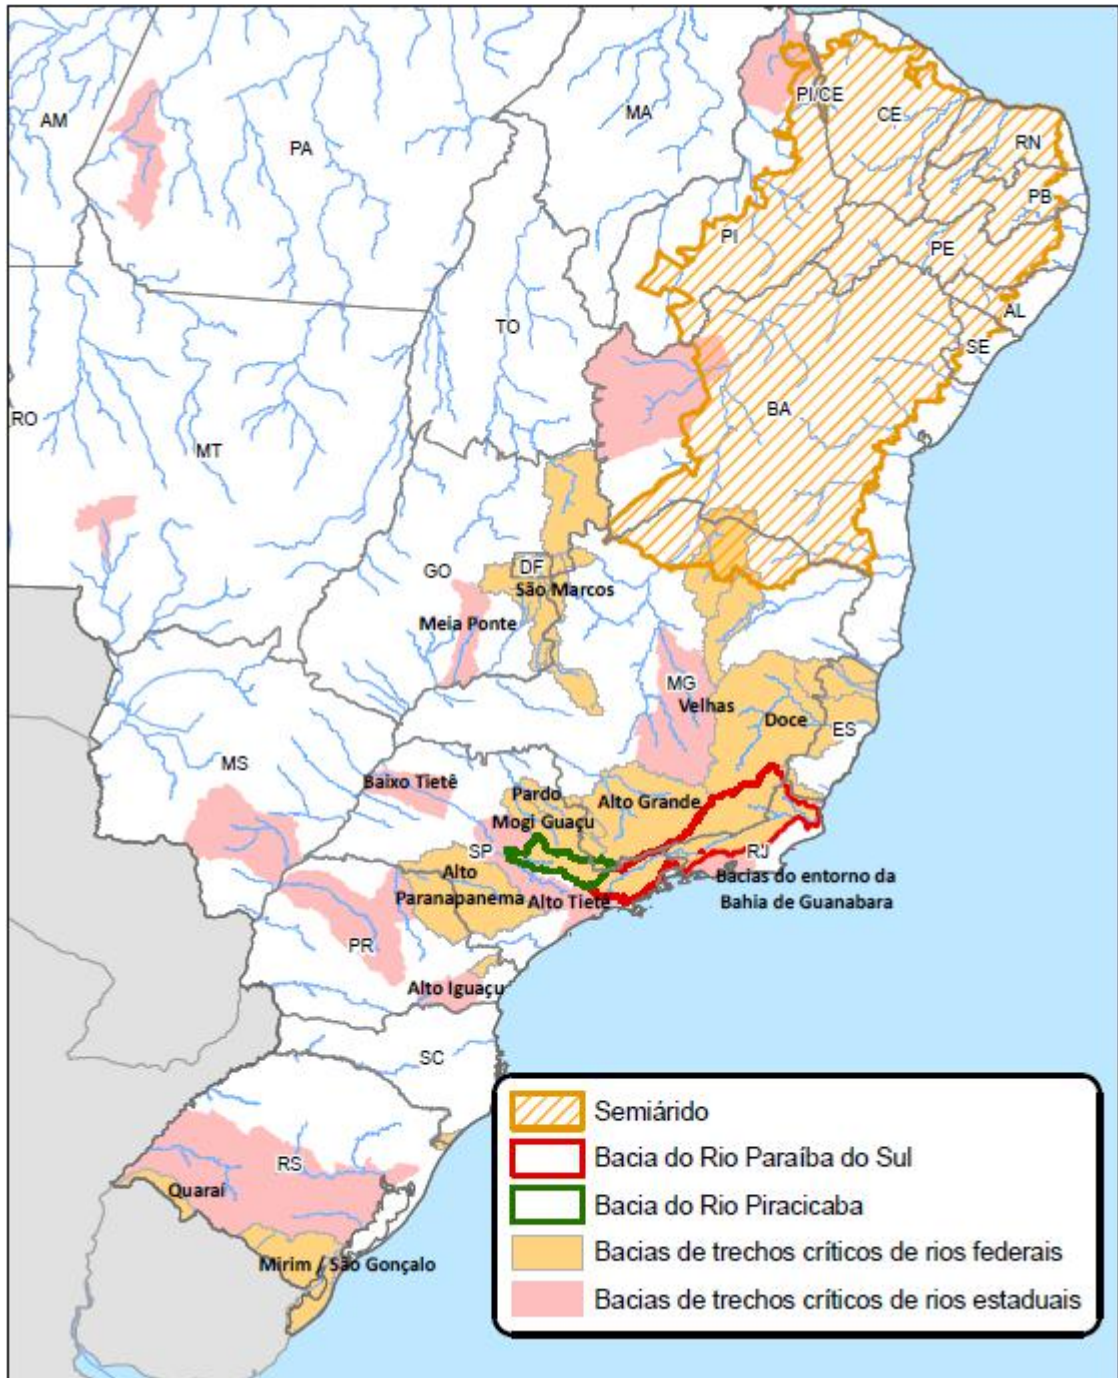 AM
PA
MA
PI/CE
CE
RN
PB
PI
PE
AL
SE
TO
BA
RO
MT
GO
DF
São Marcos
Meia Ponte
MG
Velhas
Doce
ES
MS
Baixo Tietê
Pardo
Alto Grande
Mogi Guaçu
SP
RJ
Alto
Paranapanema
Alto Tietê
Bacias do entorno da
Bahia de Guanabara
PR
Alto Iguaçu
SC
RS
Quaraí
Mirim / São Gonçalo
Semiárido
Bacia do Rio Paraíba do Sul
Bacia do Rio Piracicaba
Bacias de trechos críticos de rios federais
Bacias de trechos críticos de rios estaduais